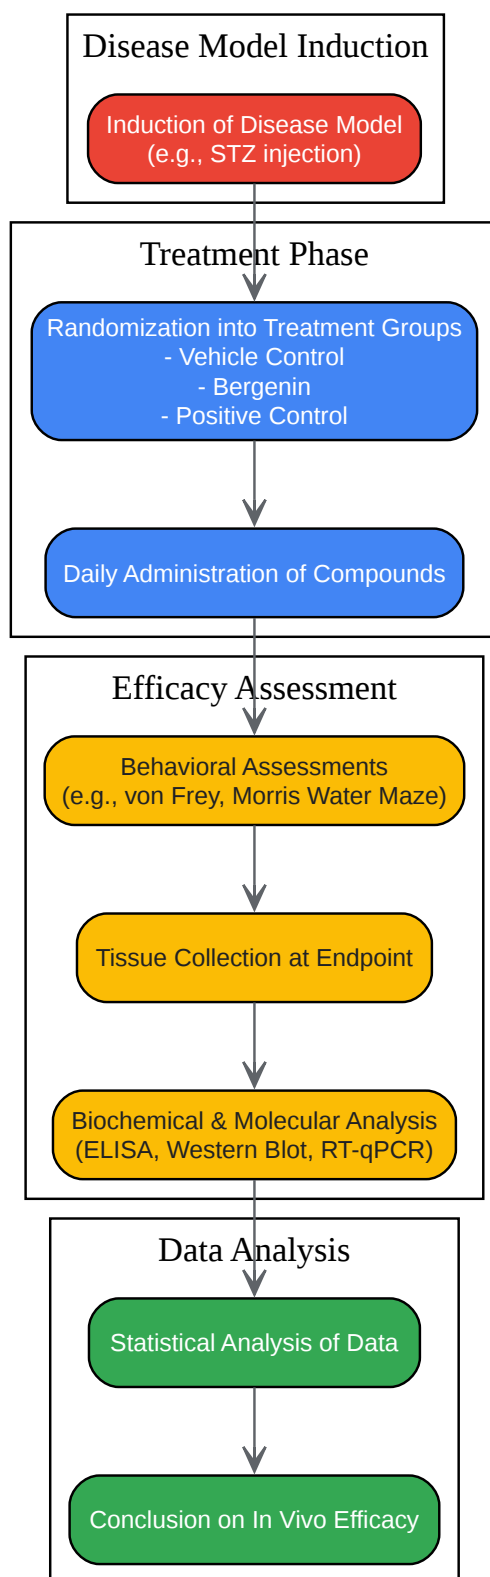 Disease Model Induction
Induction of Disease Model
(e.g., STZ injection)
Treatment Phase
Randomization into Treatment Groups
- Vehicle Control
- Bergenin
- Positive Control
Daily Administration of Compounds
Efficacy Assessment
Behavioral Assessments
(e.g., von Frey, Morris Water Maze)
Tissue Collection at Endpoint
Biochemical & Molecular Analysis
(ELISA, Western Blot, RT-qPCR)
Data Analysis
Statistical Analysis of Data
Conclusion on In Vivo Efficacy